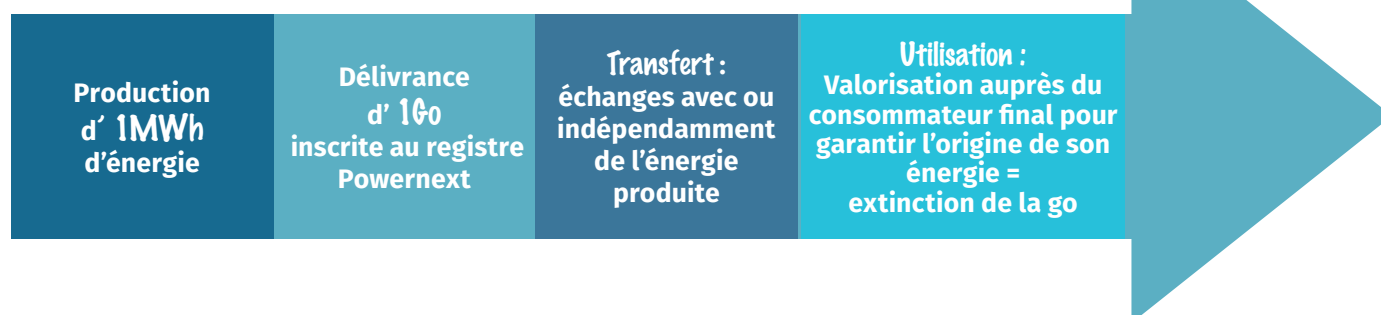 Production
d’ 1MWh
d’énergie
Délivrance
d’ 1Go
inscrite au registre
Powernext
Transfert :
échanges avec ou
indépendamment
de l’énergie
produite
Utilisation :
Valorisation auprès du
consommateur final pour
garantir l’origine de son
énergie =
extinction de la go